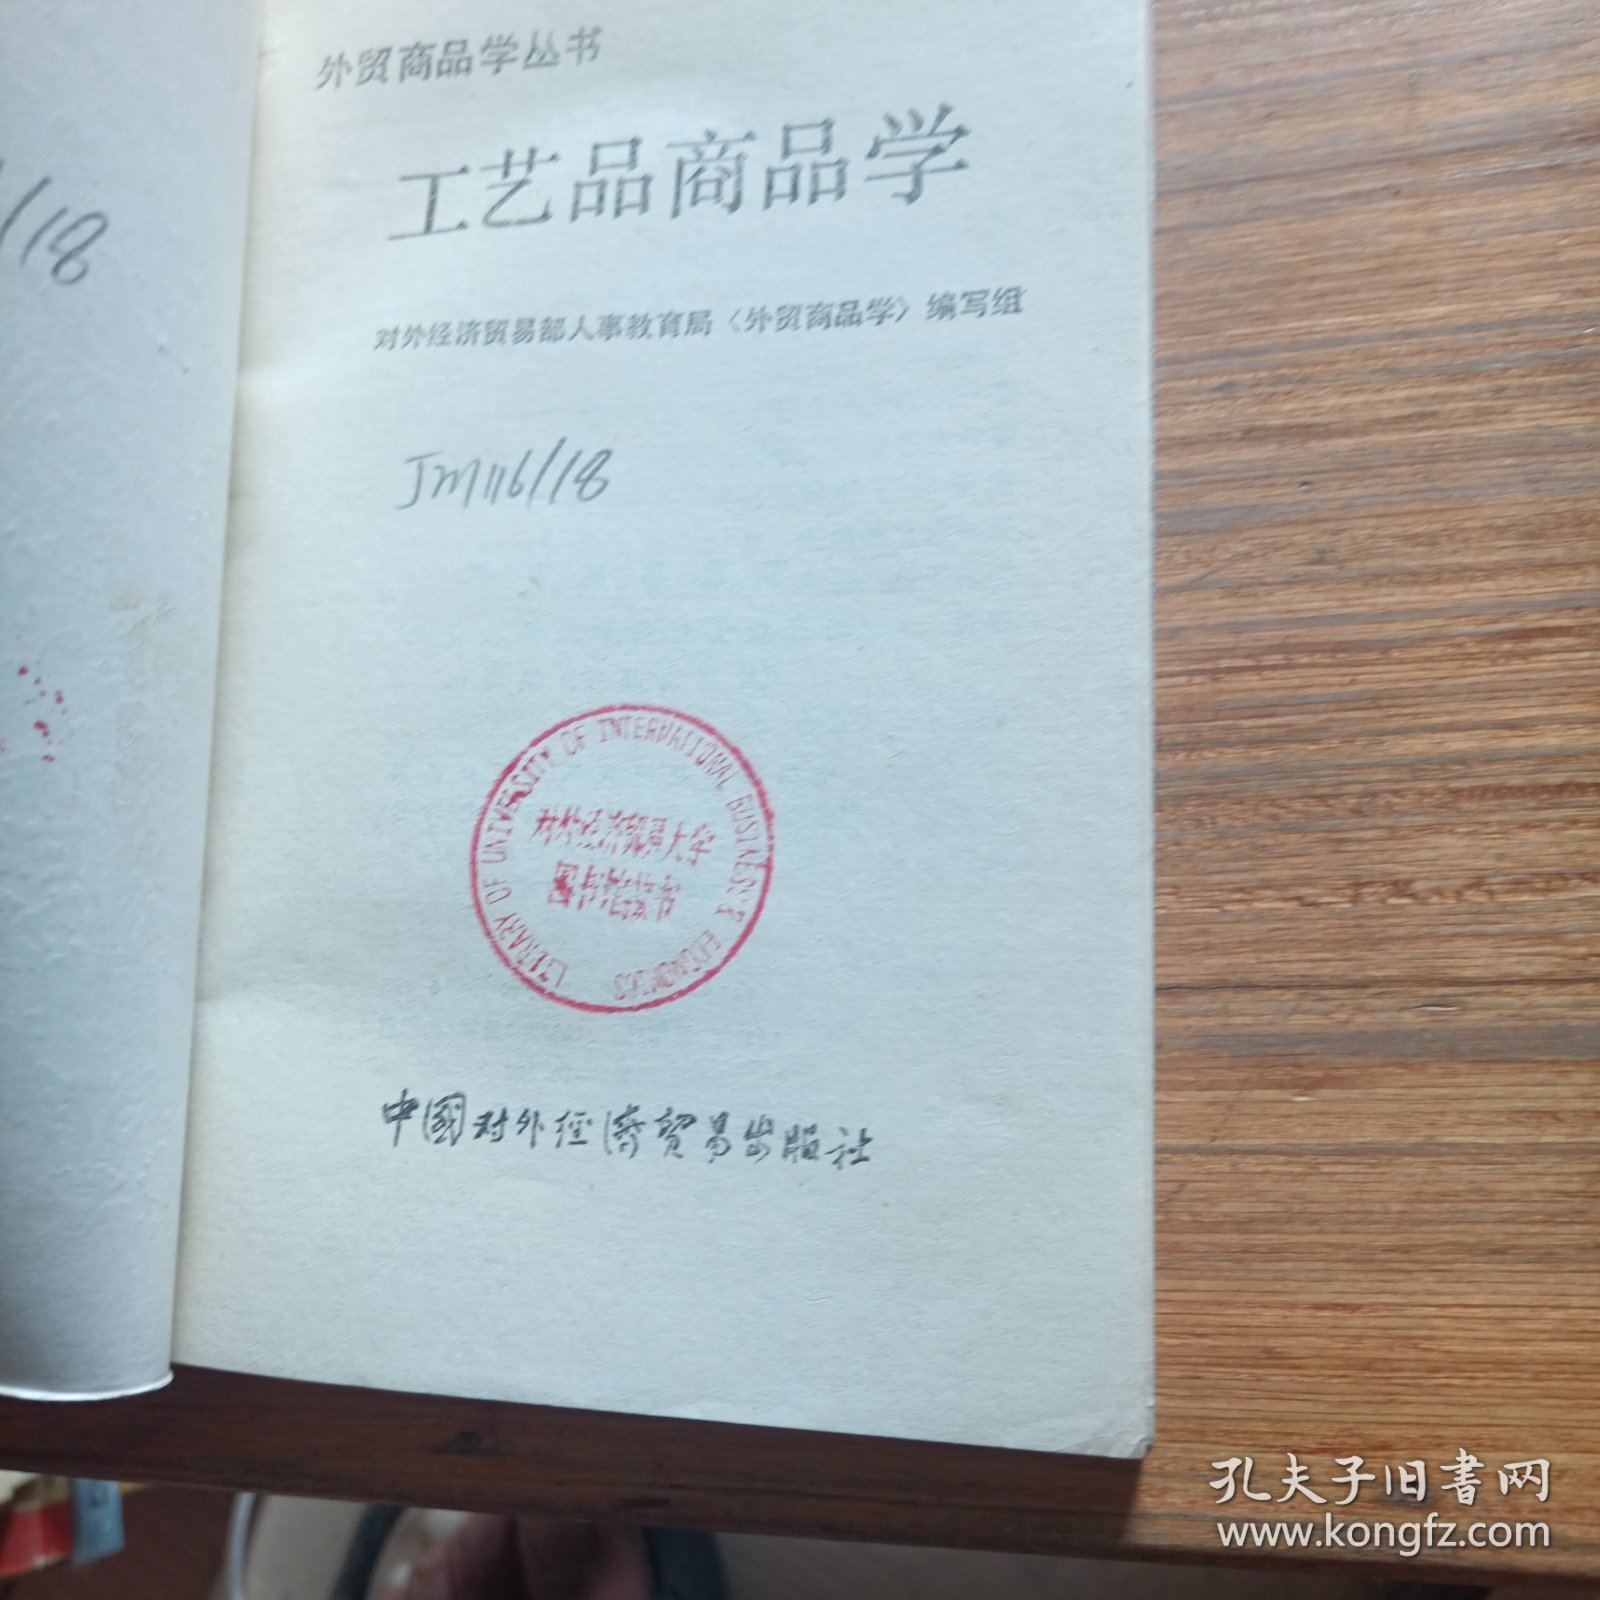 外贸商品学丛书
工艺品商品学
对外经济贸易部人事教育局〈外贸商品学〉编写组
/18
JM116/18
LIBRARY OF UNIVERSITY OF INTERNATIONAL BUSINESS ECONOMICS
对外经济贸易大学
图书馆藏书
中国对外经济贸易出版社
孔夫子旧書网
www.kongfz.com